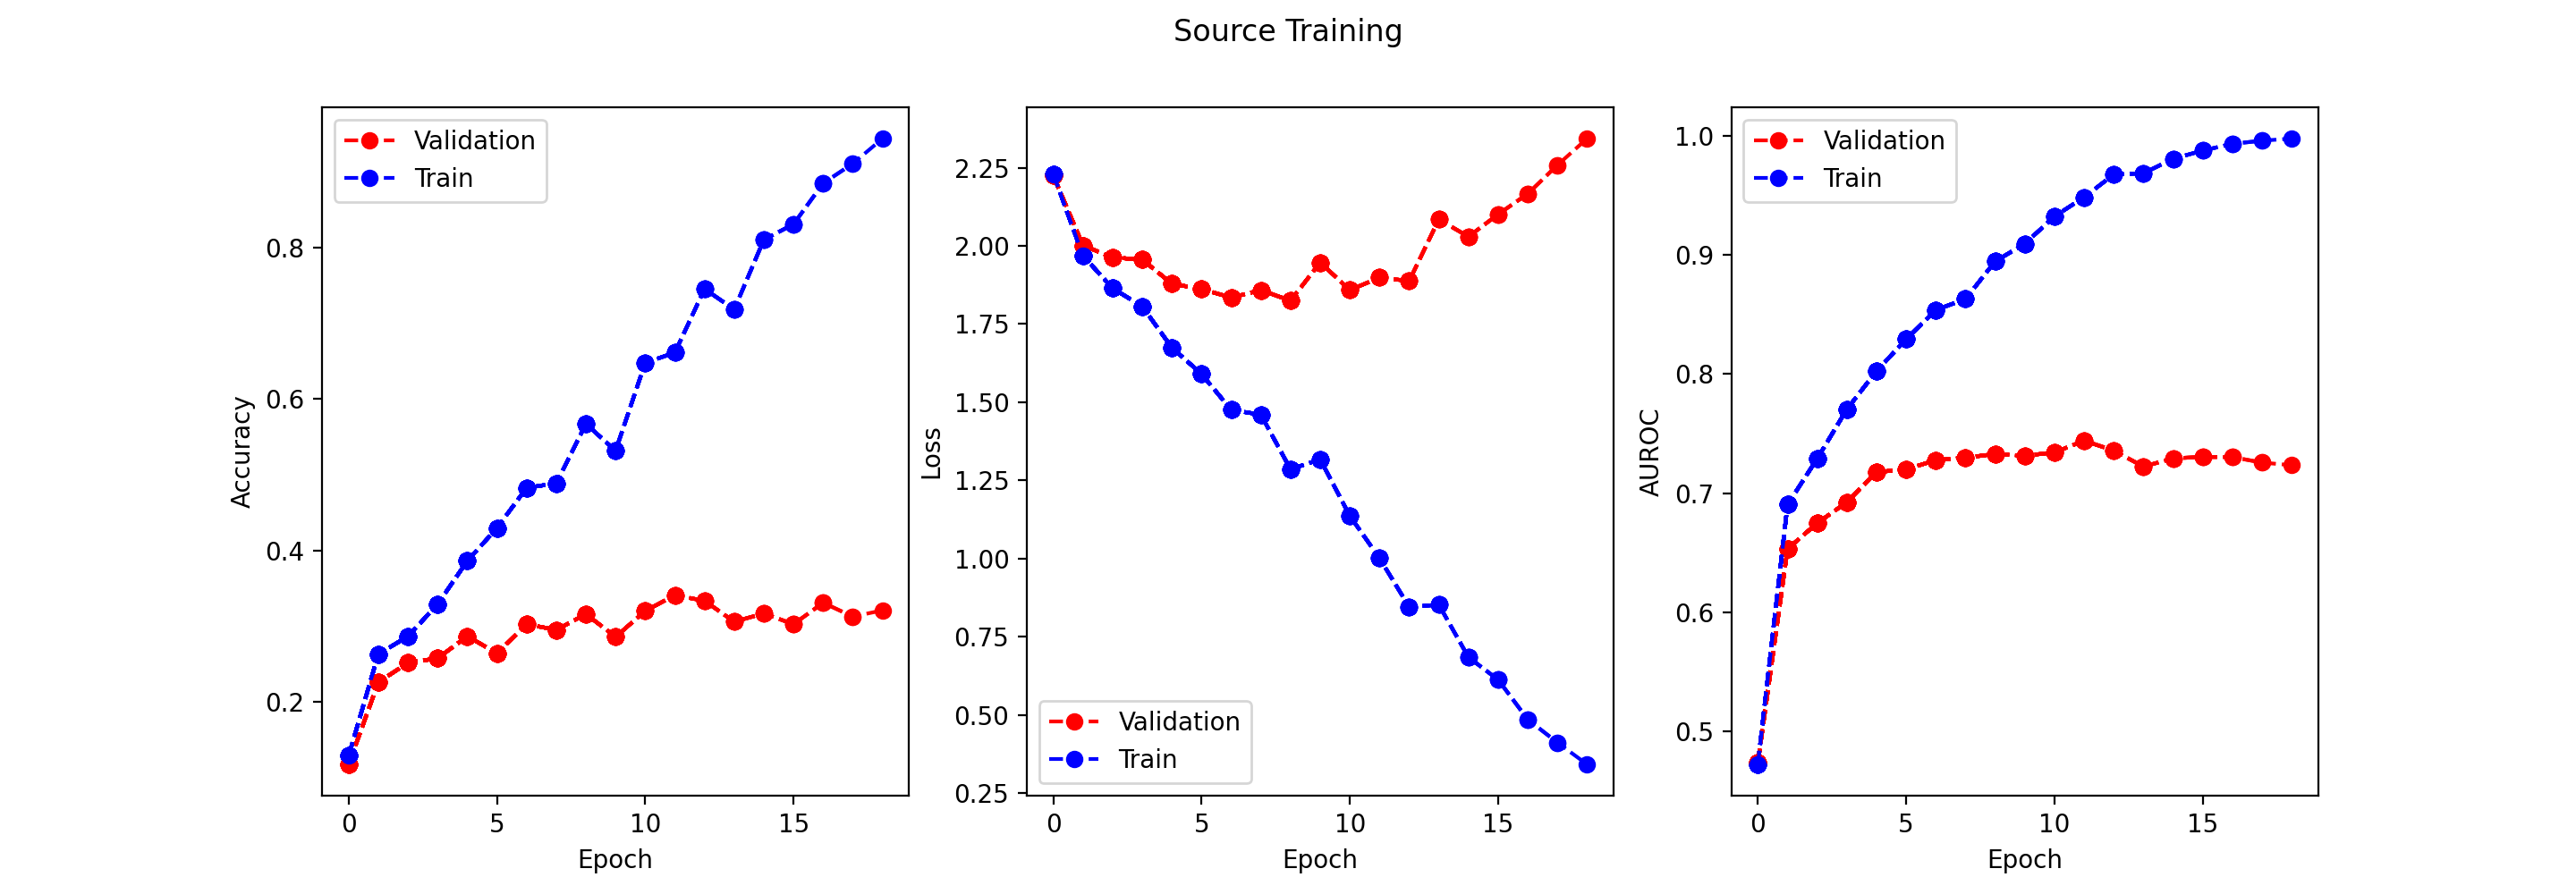 Source Training
Accuracy
0.8
0.6
0.4
0.2
Validation
Train
0 5 10 15
Epoch
Loss
2.25
2.00
1.75
1.50
1.25
1.00
0.75
0.50
0.25
Validation
Train
0 5 10 15
Epoch
AUROC
1.0
0.9
0.8
0.7
0.6
0.5
Validation
Train
0 5 10 15
Epoch